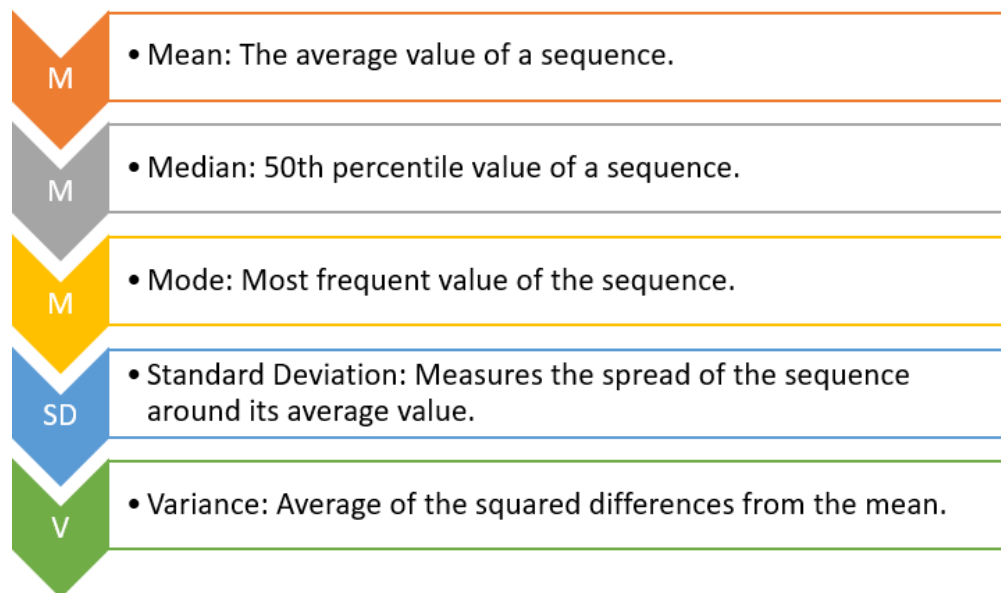 M
• Mean: The average value of a sequence.
M
• Median: 50th percentile value of a sequence.
M
• Mode: Most frequent value of the sequence.
SD
• Standard Deviation: Measures the spread of the sequence
around its average value.
V
• Variance: Average of the squared differences from the mean.